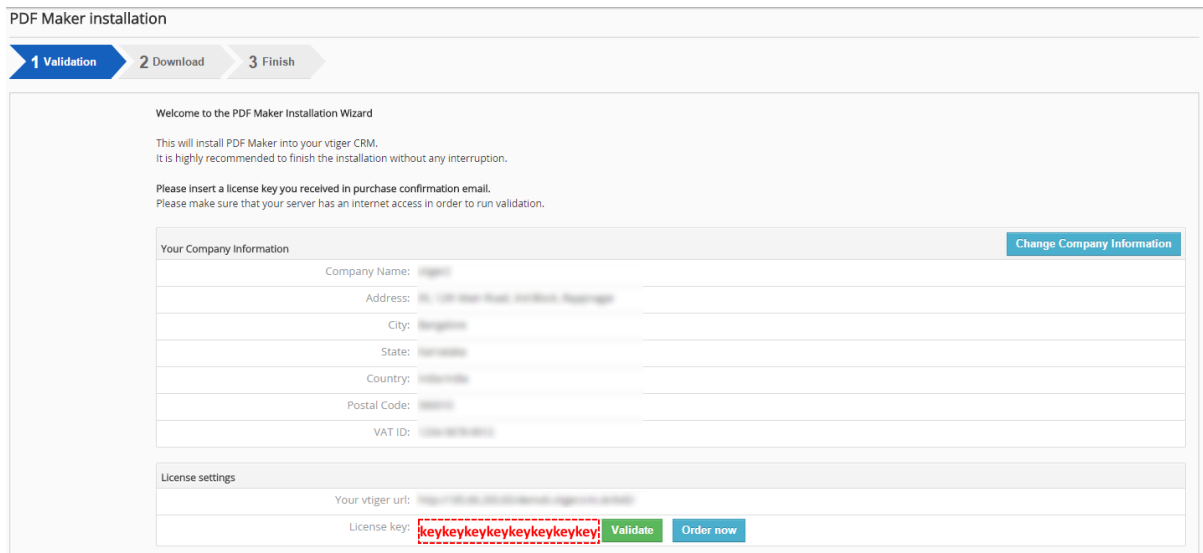 PDF Maker installation
1 Validation 2 Download 3 Finish
Welcome to the PDF Maker Installation Wizard
This will install PDF Maker into your vtiger CRM.
It is highly recommended to finish the installation without any interruption.
Please insert a license key you received in purchase confirmation email.
Please make sure that your server has an internet access in order to run validation.
Your Company Information Change Company Information
Company Name:
Address:
City:
State:
Country:
Postal Code:
VAT ID:
License settings
Your vtiger url:
License key: keykeykeykeykeykeykeykey Validate Order now